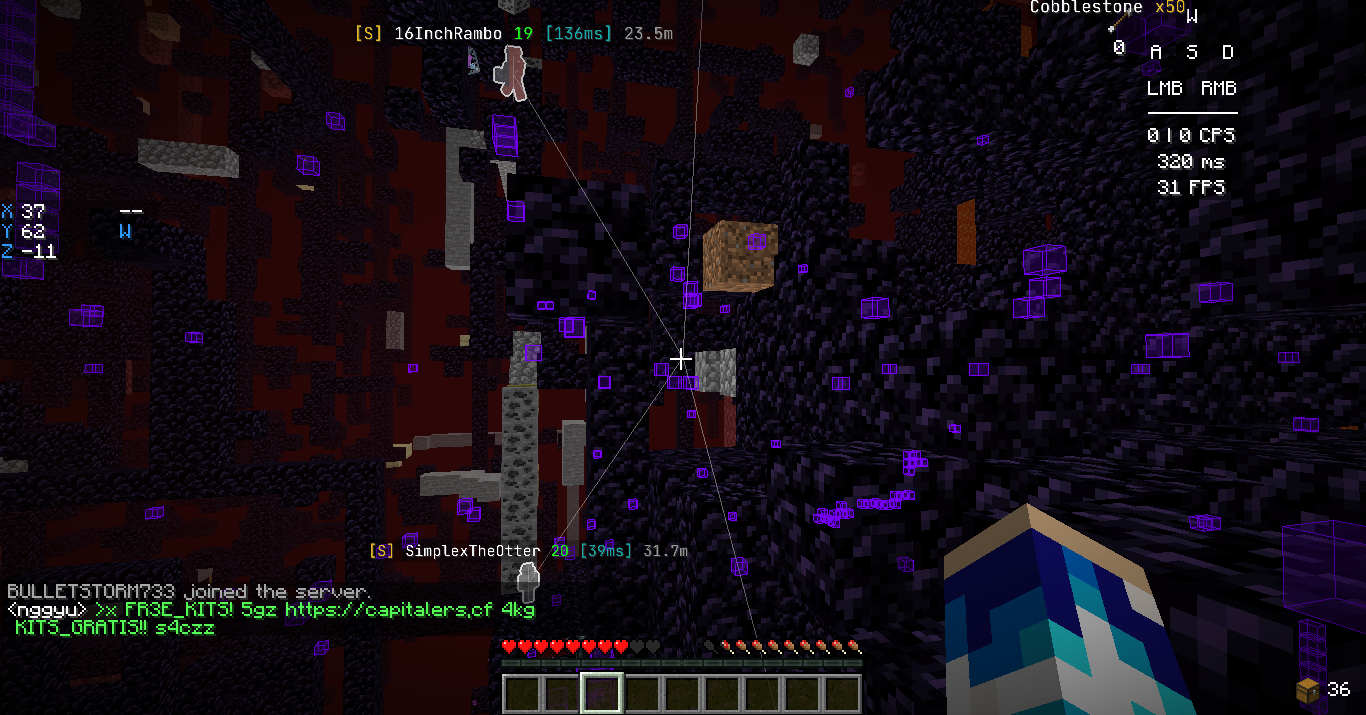 Cobblestone x50
[S] 16InchRambo 19 [136ms] 23.5m
W
0
A S D
LMB RMB
0 | 0 CPS
320 ms
31 FPS
X 37 --
Y 62 W
Z -11
[S] SimplexTheOtter 20 [39ms] 31.7m
BULLETSTORM733 joined the server.
<nggyu> >x FR3E_KITS! 5gz https://capitalers,cf 4kg
KITS_GRATIS!! s4czz
36